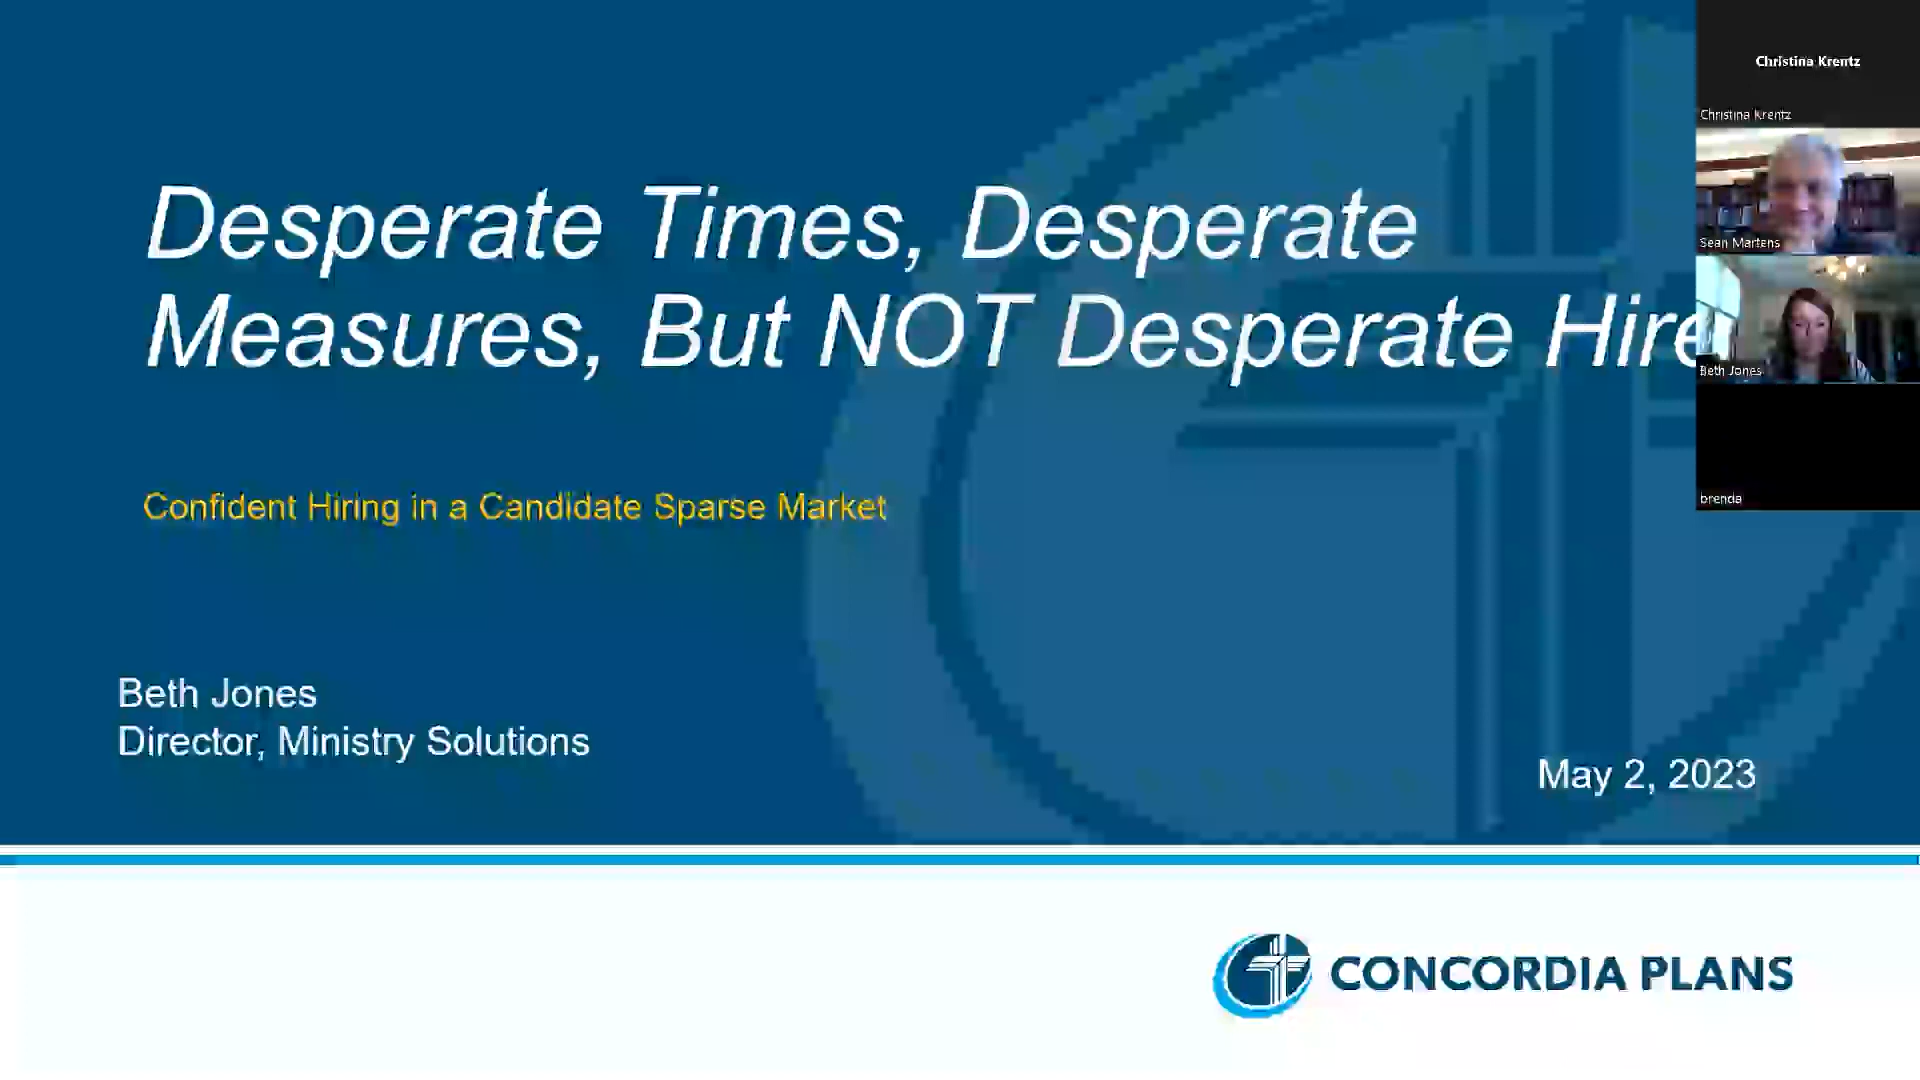 Desperate Times, Desperate
Measures, But NOT Desperate Hire
Confident Hiring in a Candidate Sparse Market
Beth Jones
Director, Ministry Solutions
May 2, 2023
CONCORDIA PLANS
Christina Krentz
Christina Krentz
Sean Martens
Beth Jones
brenda